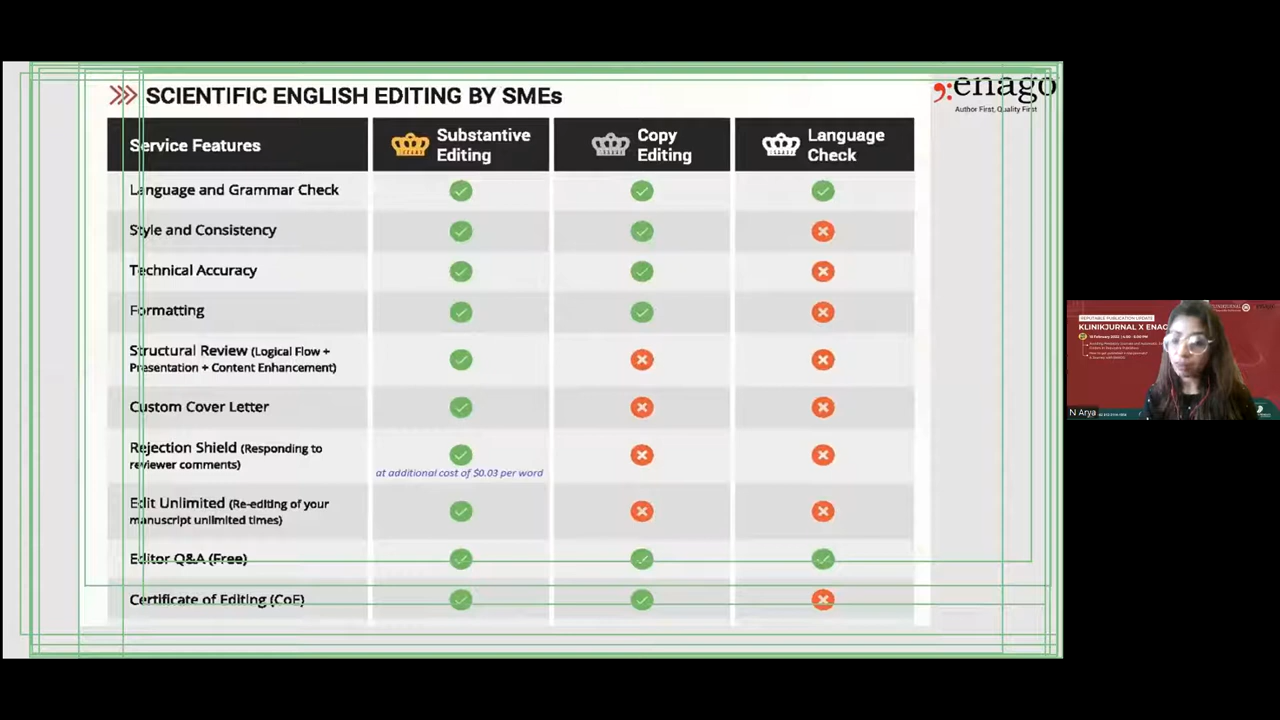 SCIENTIFIC ENGLISH EDITING BY SMEs
enago
Author First, Quality First
Service Features
Substantive
Editing
Copy
Editing
Language
Check
Language and Grammar Check
Style and Consistency
Technical Accuracy
Formatting
Structural Review (Logical Flow +
Presentation + Content Enhancement)
Custom Cover Letter
Rejection Shield (Responding to
reviewer comments)
at additional cost of $0.03 per word
Edit Unlimited (Re-editing of your
manuscript unlimited times)
Editor Q&A (Free)
Certificate of Editing (CoE)
REPUTABLE PUBLICATION UPDATE
KLINIKJURNAL X ENAG
N Arya